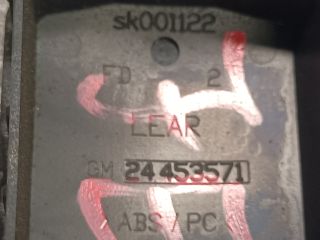 sk001122
FD 2
LEAR
GM 24453571
ABS/PC